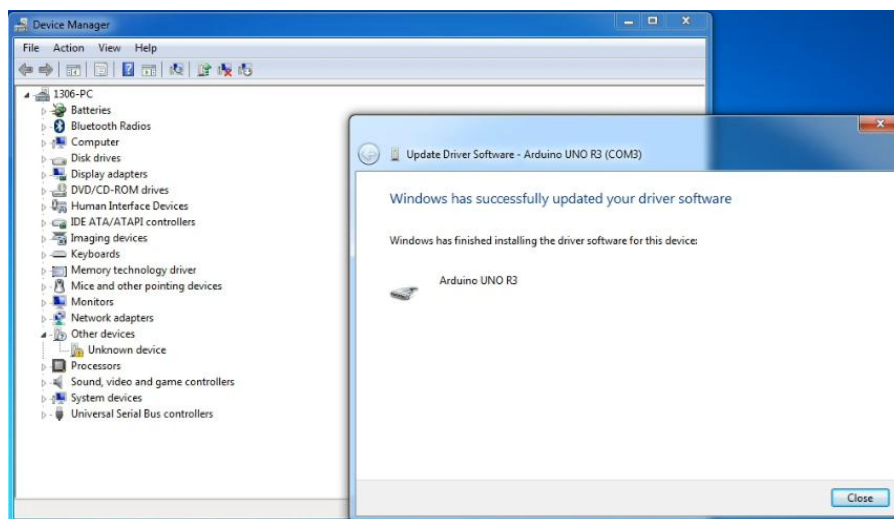 Device Manager
File Action View Help
1306-PC
Batteries
Bluetooth Radios
Computer
Disk drives
Display adapters
DVD/CD-ROM drives
Human Interface Devices
IDE ATA/ATAPI controllers
Imaging devices
Keyboards
Memory technology driver
Mice and other pointing devices
Monitors
Network adapters
Other devices
Unknown device
Processors
Sound, video and game controllers
System devices
Universal Serial Bus controllers
Update Driver Software - Arduino UNO R3 (COM3)
Windows has successfully updated your driver software
Windows has finished installing the driver software for this device:
Arduino UNO R3
Close